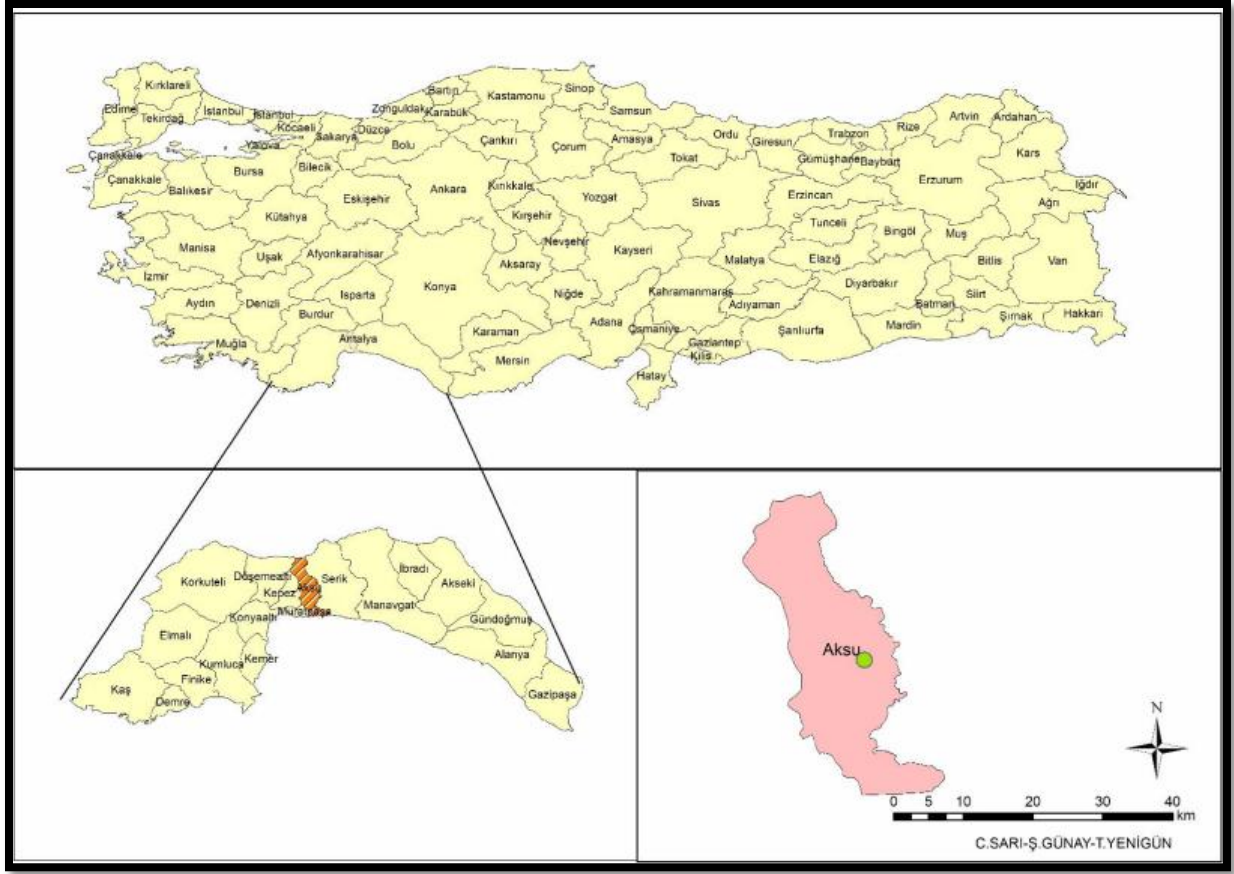 Kırklareli
Edirne
Tekirdağ
İstanbul
İstanbul
Kocaeli
Yalova
Sakarya
Düzce
Zonguldak
Bartın
Karabük
Kastamonu
Sinop
Samsun
Bolu
Çankırı
Çorum
Amasya
Ordu
Giresun
Trabzon
Rize
Artvin
Ardahan
Kars
Tokat
Gümüşhane
Bayburt
Çanakkale
Çanakkale
Balıkesir
Bursa
Bilecik
Eskişehir
Ankara
Kırıkkale
Yozgat
Sivas
Erzincan
Erzurum
Iğdır
Ağrı
Kütahya
Kırşehir
Tunceli
Bingöl
Muş
Manisa
Uşak
Afyonkarahisar
Nevşehir
Kayseri
Malatya
Elazığ
Bitlis
Van
İzmir
Aksaray
Konya
Isparta
Niğde
Kahramanmaraş
Adıyaman
Diyarbakır
Batman
Siirt
Aydın
Denizli
Burdur
Antalya
Karaman
Adana
Osmaniye
Gaziantep
Kilis
Şanlıurfa
Mardin
Şırnak
Hakkari
Muğla
Mersin
Hatay
Korkuteli
Döşemealtı
Kepez
Aksu
Serik
İbradı
Akseki
Manavgat
Konyaaltı
Muratpaşa
Gündoğmuş
Elmalı
Kumluca
Kemer
Alanya
Kaş
Finike
Demre
Gazipaşa
Aksu
N
0 5 10 20 30 40
km
C.SARI-Ş.GÜNAY-T.YENİGÜN